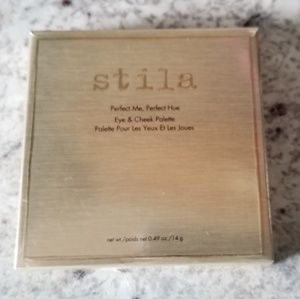 stila
Perfect Me, Perfect Hue
Eye & Cheek Palette
Palette Pour Les Yeux Et Les Joues
net wt./poids net 0.49 oz./14 g